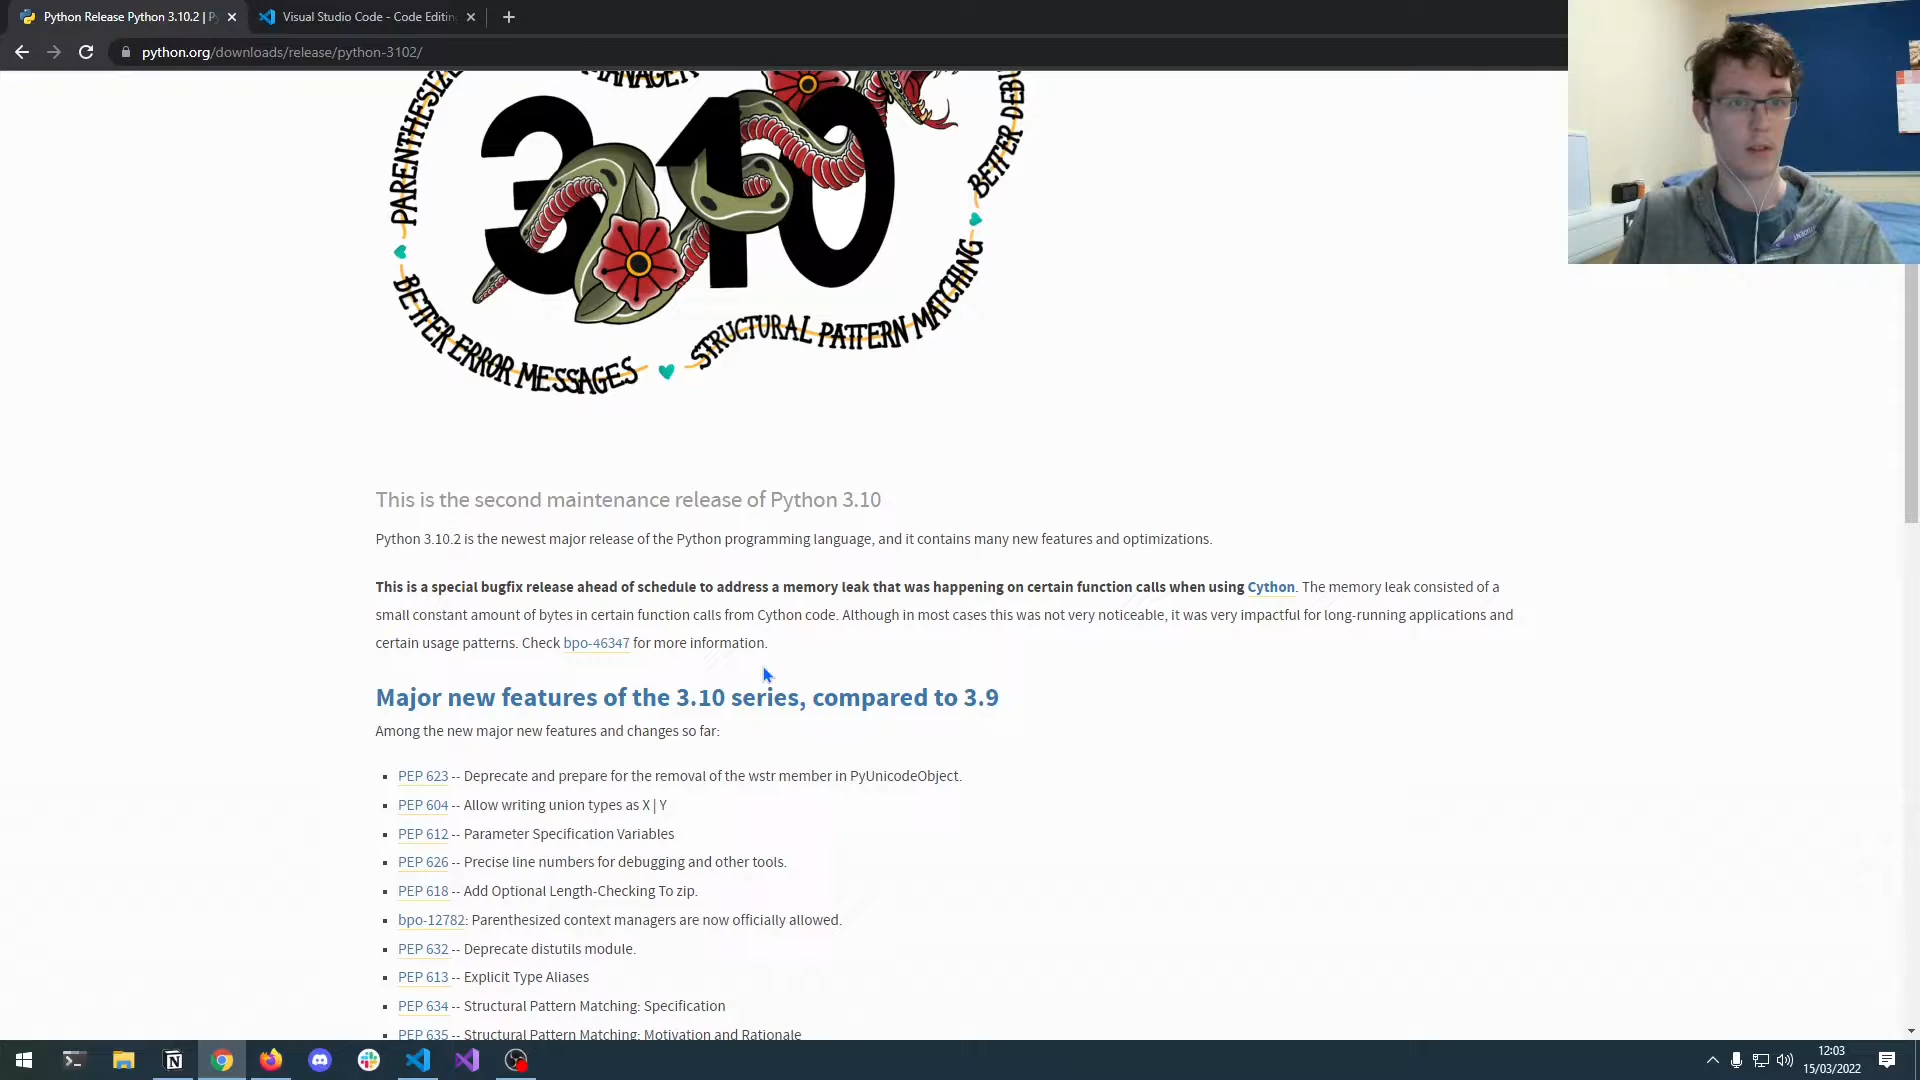 Python Release Python 3.10.2 | P
Visual Studio Code - Code Editin
python.org/downloads/release/python-3102/
PARENTHESIZE
MANAGER
BETTER DEBU
3.10
BETTER ERROR MESSAGES
STRUCTURAL PATTERN MATCHING
This is the second maintenance release of Python 3.10
Python 3.10.2 is the newest major release of the Python programming language, and it contains many new features and optimizations.
This is a special bugfix release ahead of schedule to address a memory leak that was happening on certain function calls when using Cython. The memory leak consisted of a
small constant amount of bytes in certain function calls from Cython code. Although in most cases this was not very noticeable, it was very impactful for long-running applications and
certain usage patterns. Check bpo-46347 for more information.
Major new features of the 3.10 series, compared to 3.9
Among the new major new features and changes so far:
PEP 623 -- Deprecate and prepare for the removal of the wstr member in PyUnicodeObject.
PEP 604 -- Allow writing union types as X | Y
PEP 612 -- Parameter Specification Variables
PEP 626 -- Precise line numbers for debugging and other tools.
PEP 618 -- Add Optional Length-Checking To zip.
bpo-12782: Parenthesized context managers are now officially allowed.
PEP 632 -- Deprecate distutils module.
PEP 613 -- Explicit Type Aliases
PEP 634 -- Structural Pattern Matching: Specification
PEP 635 -- Structural Pattern Matching: Motivation and Rationale
12:03
15/03/2022